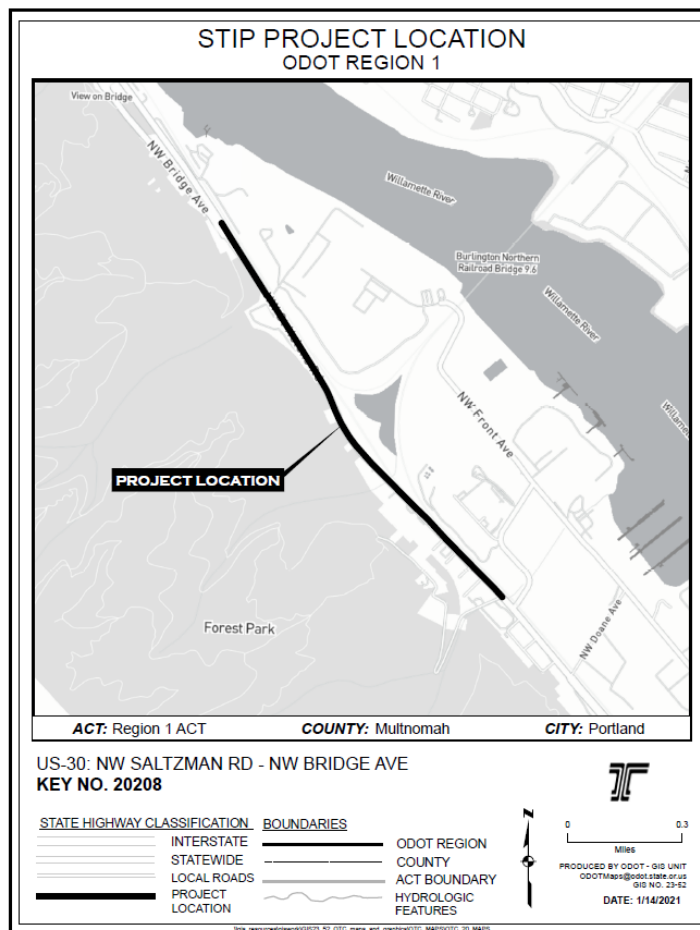 STIP PROJECT LOCATION
ODOT REGION 1
View on Bridge
NW Bridge Ave
Willamette River
Burlington Northern
Railroad Bridge 9.6
Willamette River
NW Front Ave
PROJECT LOCATION
NW Doane Ave
Forest Park
ACT: Region 1 ACT COUNTY: Multnomah CITY: Portland
US-30: NW SALTZMAN RD - NW BRIDGE AVE
KEY NO. 20208
STATE HIGHWAY CLASSIFICATION
INTERSTATE
STATEWIDE
LOCAL ROADS
PROJECT
LOCATION
BOUNDARIES
ODOT REGION
COUNTY
ACT BOUNDARY
HYDROLOGIC
FEATURES
N
0 0.3
Miles
PRODUCED BY ODOT - GIS UNIT
ODOTMaps@odot.state.or.us
GIS NO. 23-52
DATE: 1/14/2021